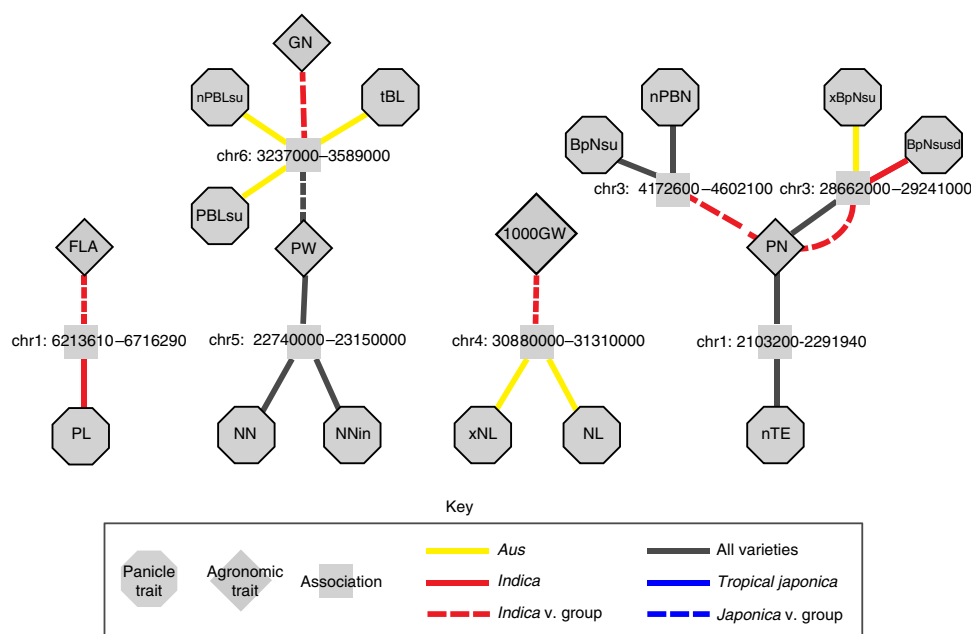 GN
nPBLsu
tBL
nPBN
xBpNsu
BpNsu
BpNsusd
chr6: 3237000–3589000
chr3: 4172600–4602100
chr3: 28662000–29241000
PBLsu
FLA
PW
1000GW
PN
chr1: 6213610–6716290
chr5: 22740000–23150000
chr4: 30880000–31310000
chr1: 2103200-2291940
PL
NN
NNin
xNL
NL
nTE
Key
Panicle
trait
Agronomic
trait
Association
Aus
Indica
Indica v. group
All varieties
Tropical japonica
Japonica v. group